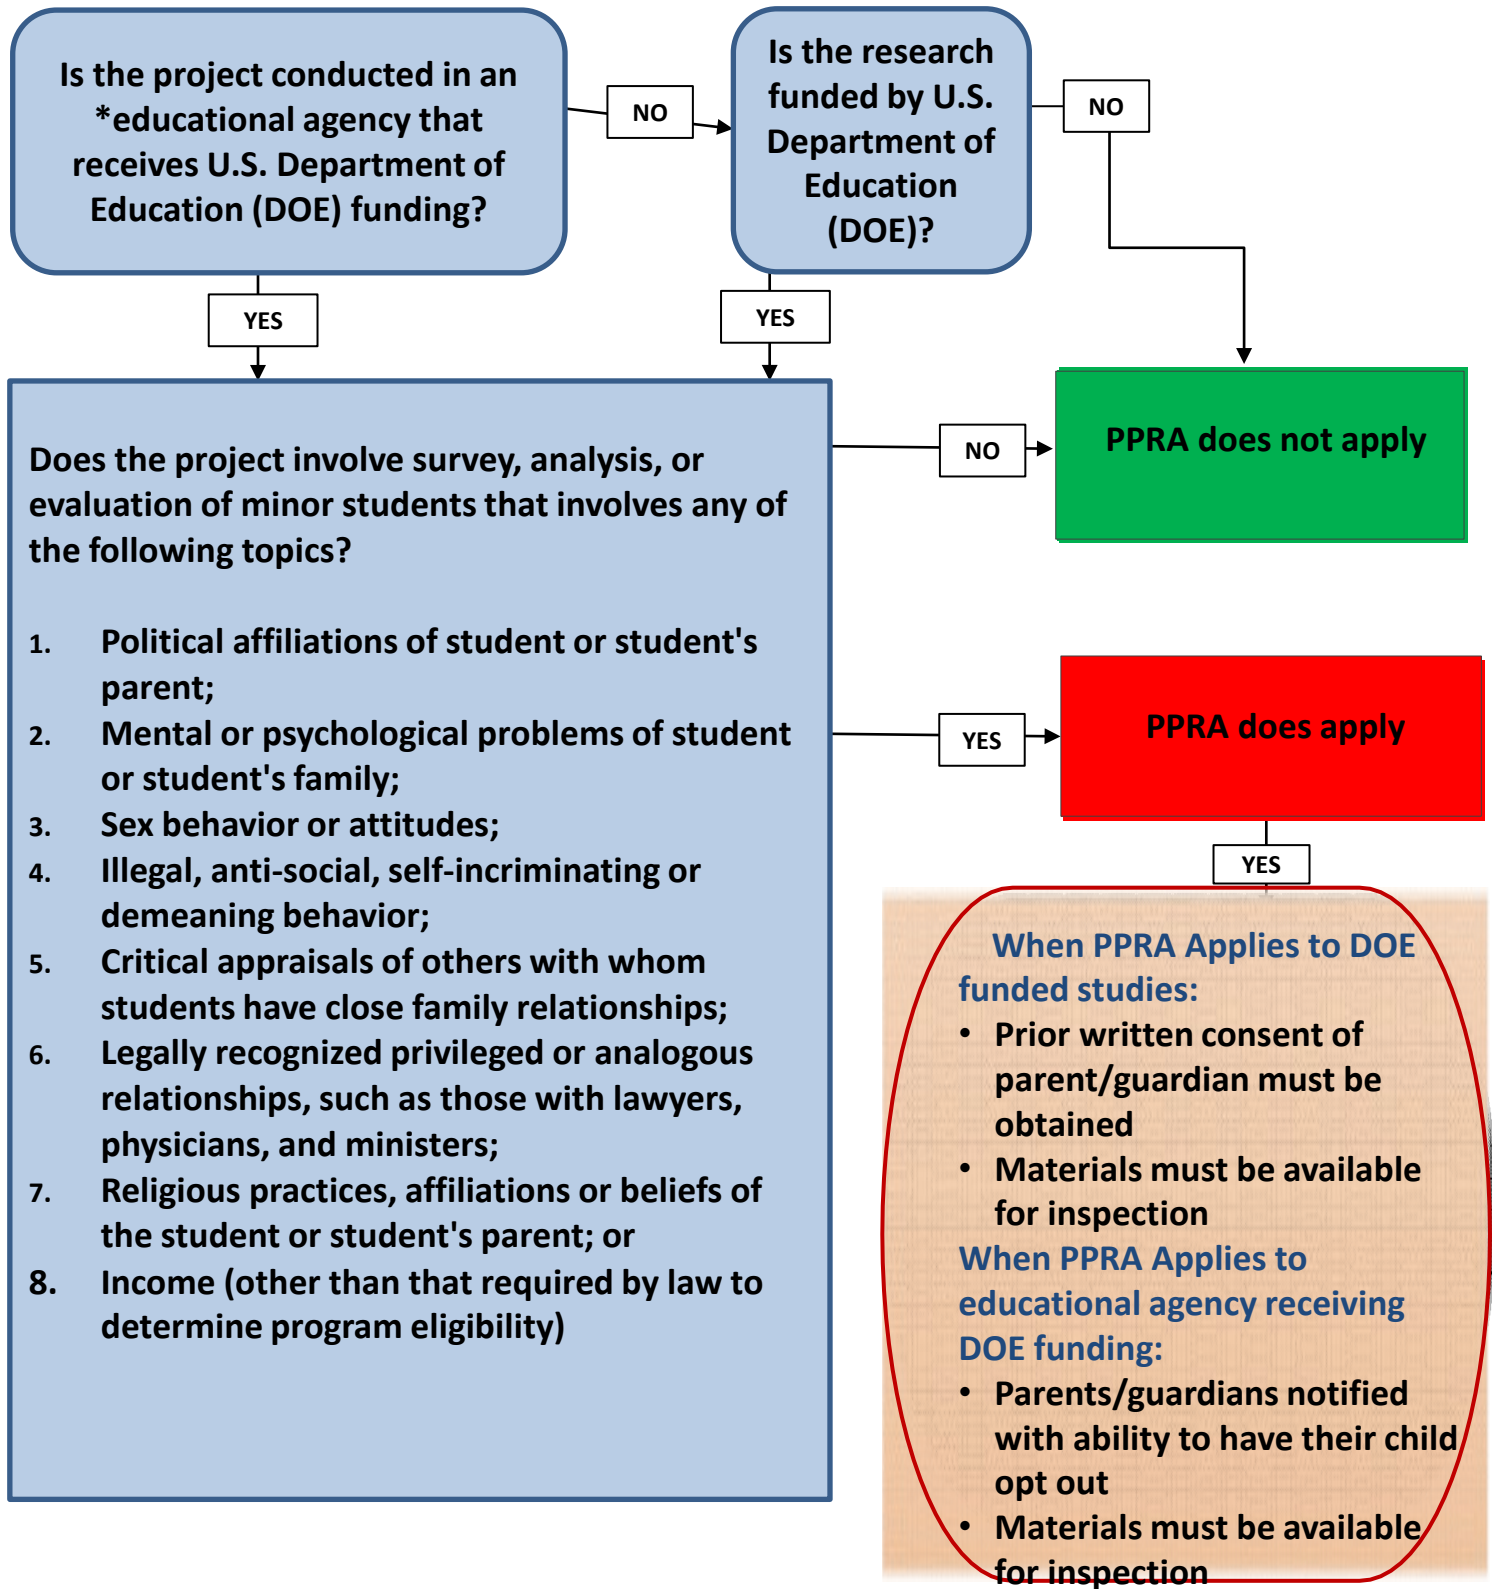 Is the project conducted in an
*educational agency that
receives U.S. Department of
Education (DOE) funding?
NO
Is the research
funded by U.S.
Department of
Education
(DOE)?
NO
YES
YES
Does the project involve survey, analysis, or
evaluation of minor students that involves any of
the following topics?
1. Political affiliations of student or student's
parent;
2. Mental or psychological problems of student
or student's family;
3. Sex behavior or attitudes;
4. Illegal, anti-social, self-incriminating or
demeaning behavior;
5. Critical appraisals of others with whom
students have close family relationships;
6. Legally recognized privileged or analogous
relationships, such as those with lawyers,
physicians, and ministers;
7. Religious practices, affiliations or beliefs of
the student or student's parent; or
8. Income (other than that required by law to
determine program eligibility)
NO
PPRA does not apply
YES
PPRA does apply
YES
When PPRA Applies to DOE
funded studies:
• Prior written consent of
parent/guardian must be
obtained
• Materials must be available
for inspection
When PPRA Applies to
educational agency receiving
DOE funding:
• Parents/guardians notified
with ability to have their child
opt out
• Materials must be available
for inspection